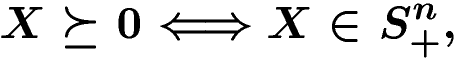 X ⪰ 0 ⟺ X ∈ S₊ⁿ,